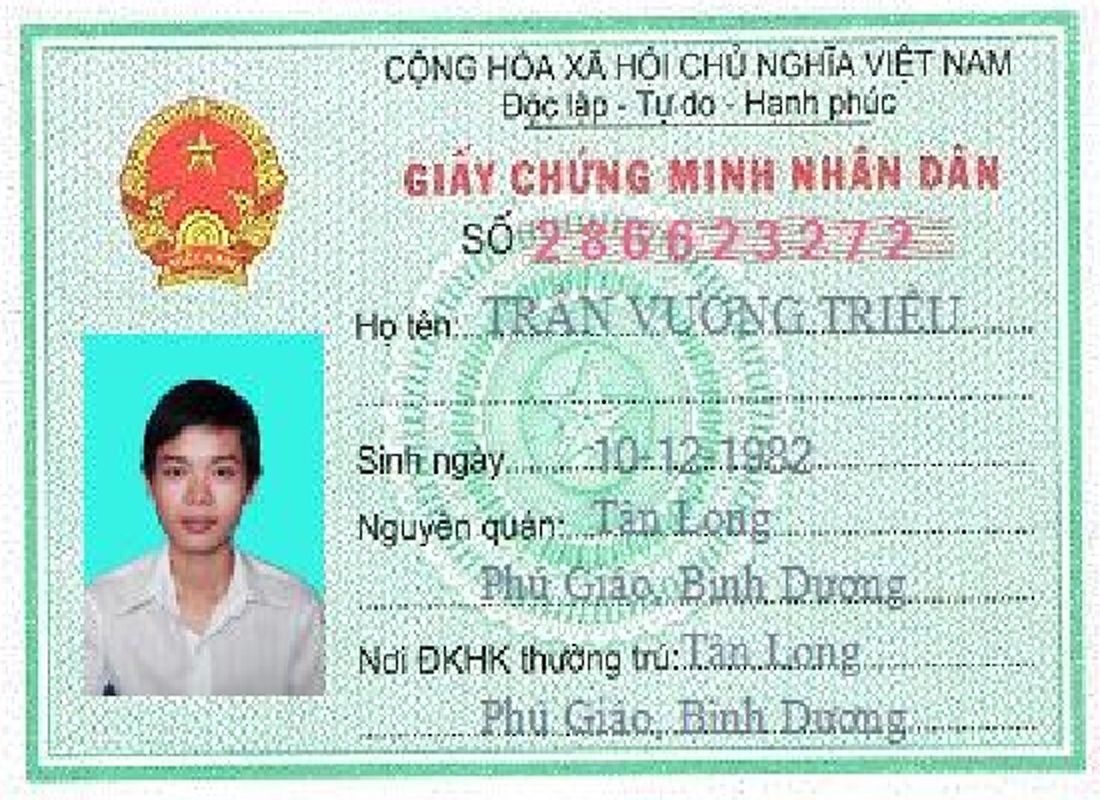 CỘNG HÒA XÃ HỘI CHỦ NGHĨA VIỆT NAM
Độc lập - Tự do - Hạnh phúc
GIẤY CHỨNG MINH NHÂN DÂN
SỐ 286623272
Họ tên: TRẦN VƯƠNG TRIỀU
Sinh ngày 10-12-1982
Nguyên quán: Tân Long
Phú Giáo, Bình Dương
Nơi ĐKHK thường trú: Tân Long
Phú Giáo, Bình Dương